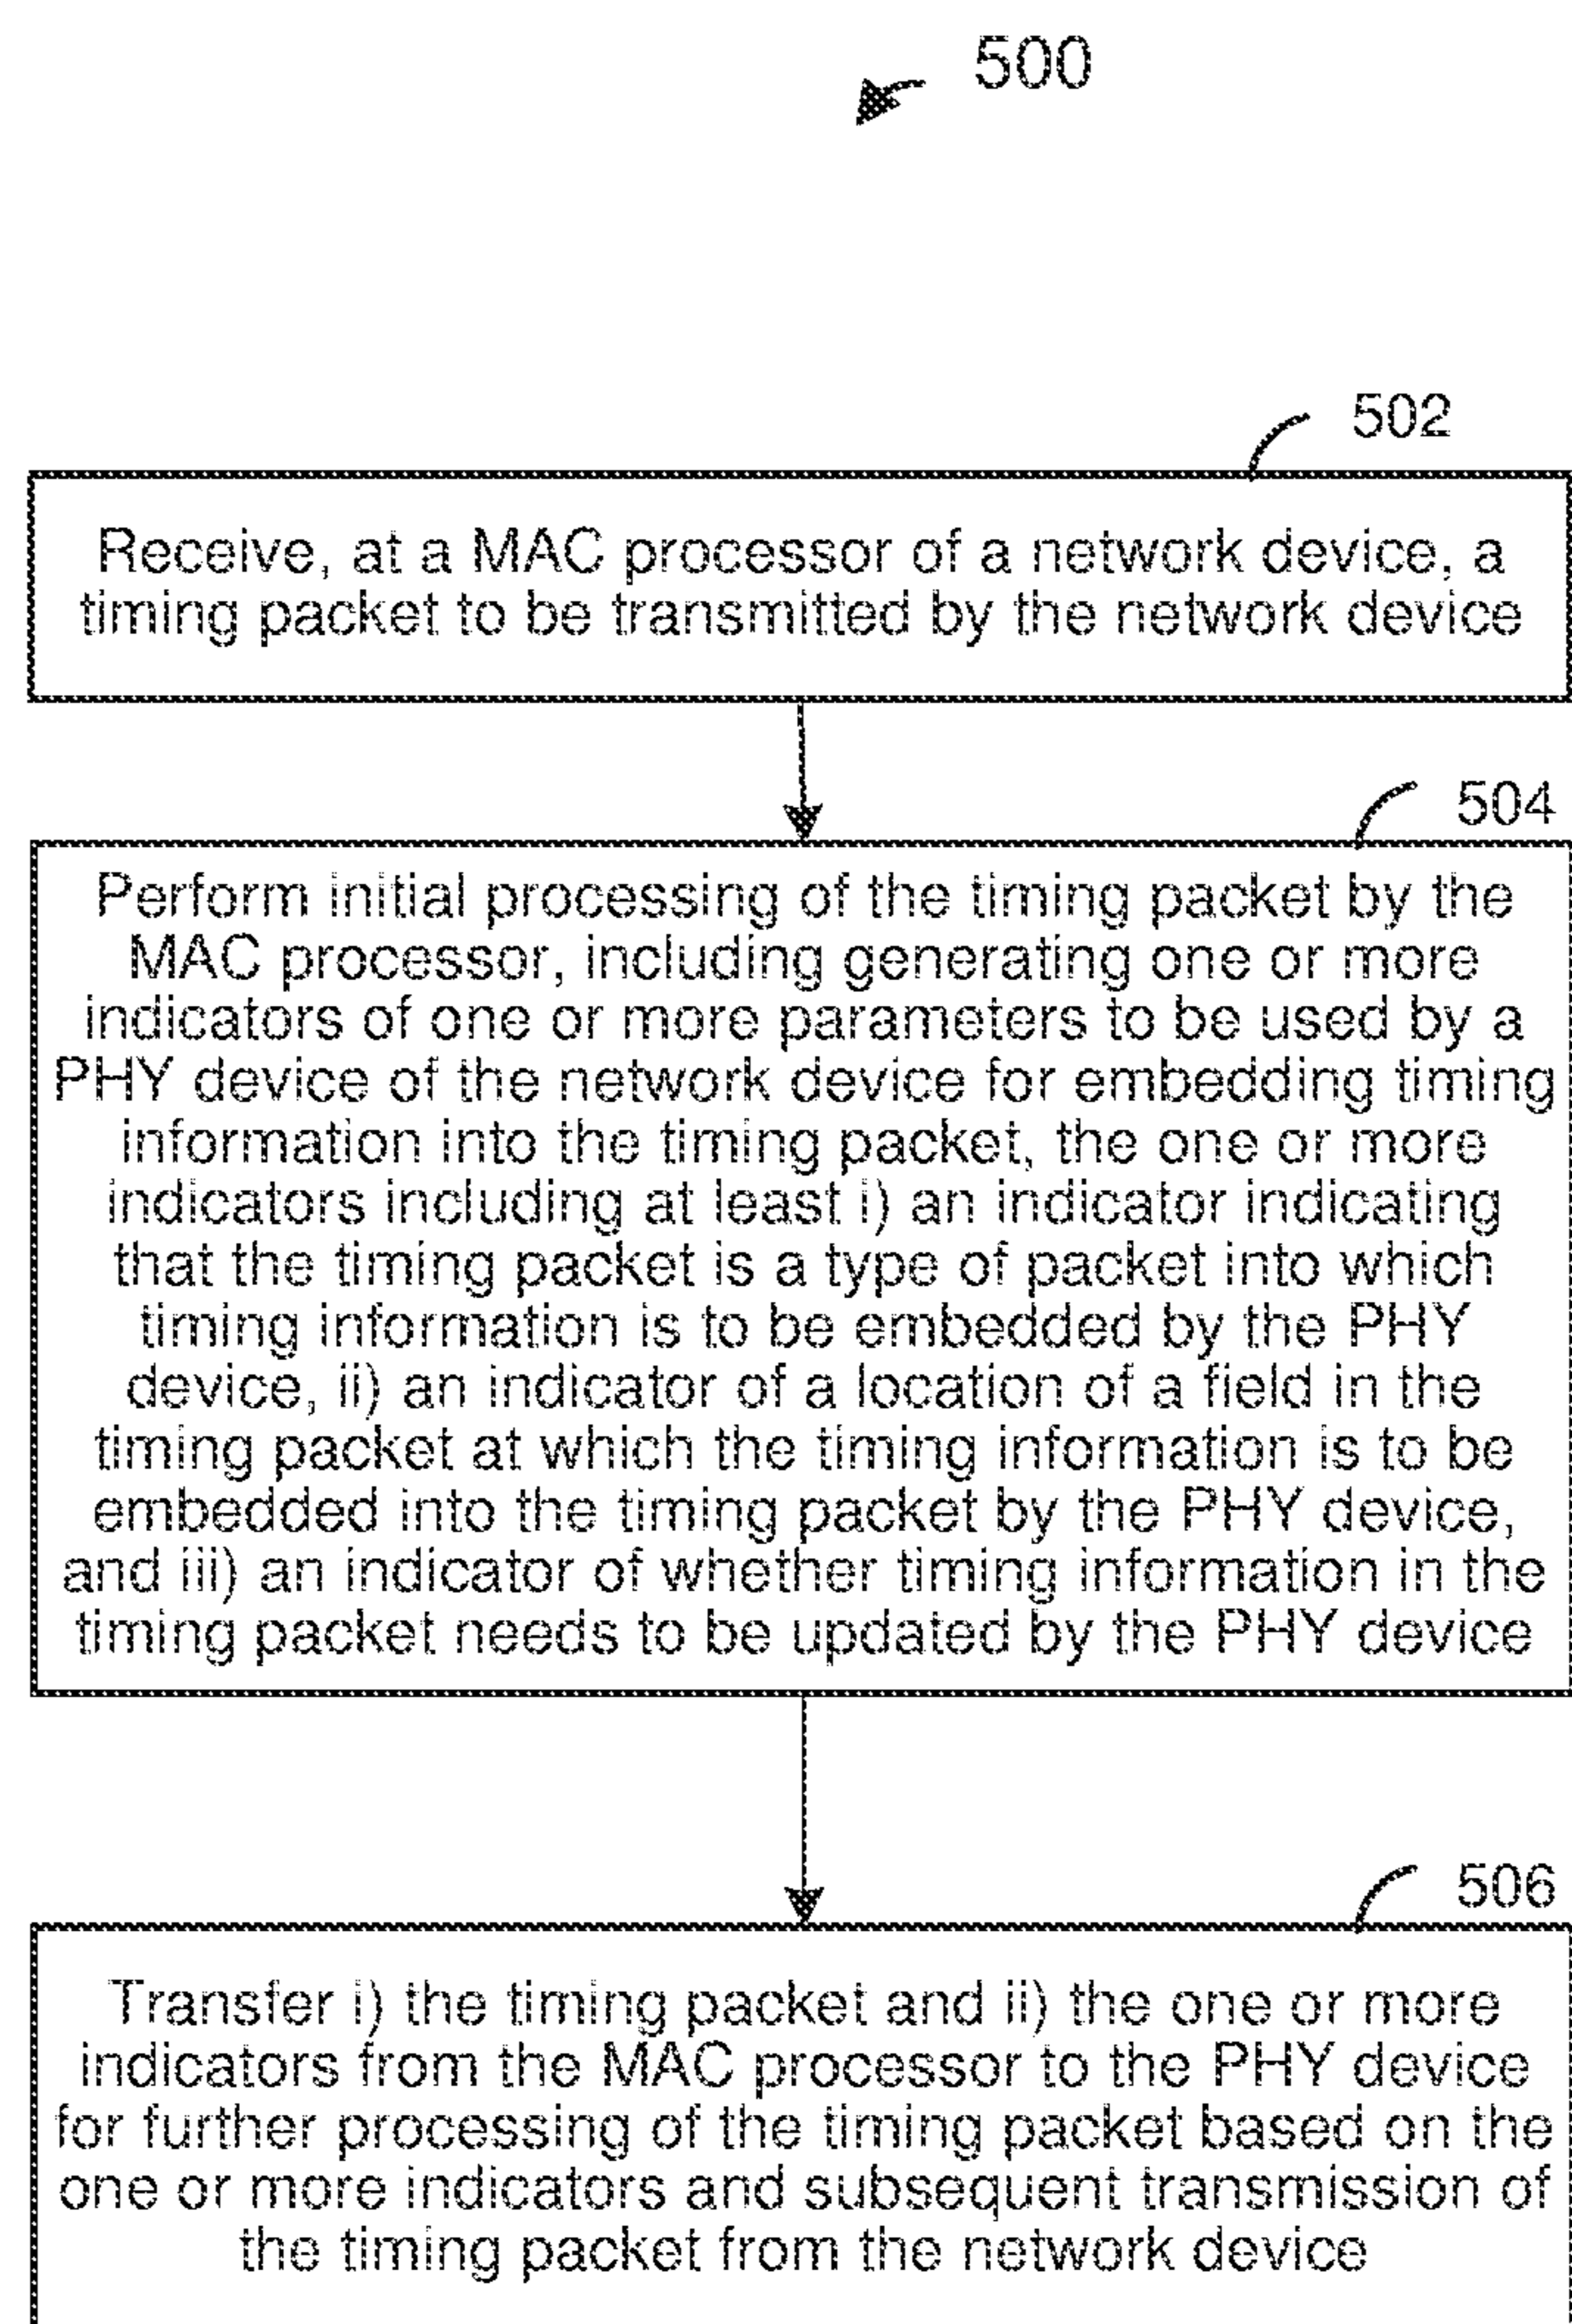 500
502
Receive, at a MAC processor of a network device, a
timing packet to be transmitted by the network device
504
Perform initial processing of the timing packet by the
MAC processor, including generating one or more
indicators of one or more parameters to be used by a
PHY device of the network device for embedding timing
information into the timing packet, the one or more
indicators including at least i) an indicator indicating
that the timing packet is a type of packet into which
timing information is to be embedded by the PHY
device, ii) an indicator of a location of a field in the
timing packet at which the timing information is to be
embedded into the timing packet by the PHY device,
and iii) an indicator of whether timing information in the
timing packet needs to be updated by the PHY device
506
Transfer i) the timing packet and ii) the one or more
indicators from the MAC processor to the PHY device
for further processing of the timing packet based on the
one or more indicators and subsequent transmission of
the timing packet from the network device